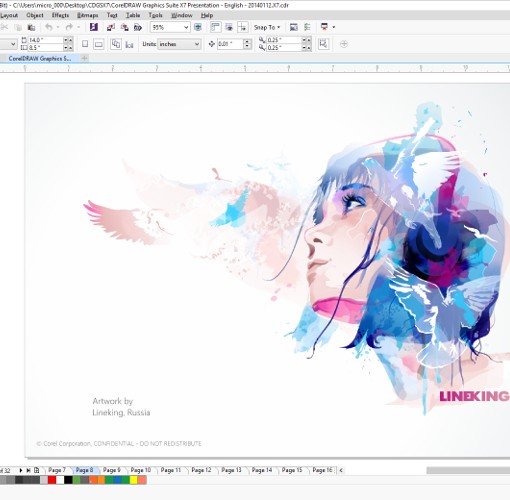 Bit) - C:\Users\micro_000\Desktop\CDGSX7\CorelDRAW Graphics Suite X7 Presentation - English - 20140112.X7.cdr
Layout Object Effects Bitmaps Text Table Tools Window Help
95% Snap To
14.0 " 8.5 " Units: inches 0.01 " 0.25 " 0.25 "
CorelDRAW Graphics S...
LINEKING
Artwork by
Lineking, Russia
© Corel Corporation, CONFIDENTIAL - DO NOT REDISTRIBUTE
of 32 Page 7 Page 8 Page 9 Page 10 Page 11 Page 12 Page 13 Page 14 Page 15 Page 16